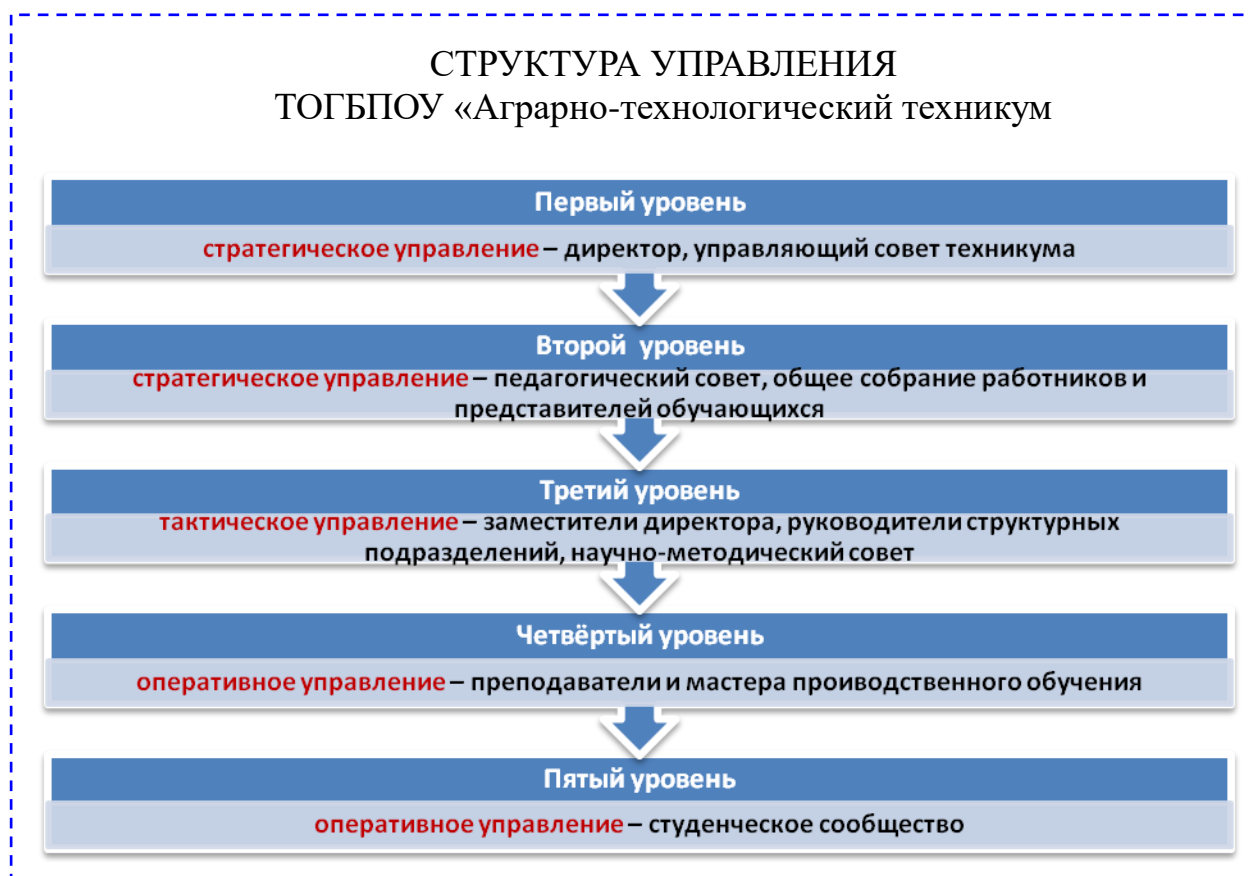 СТРУКТУРА УПРАВЛЕНИЯ
ТОГБПОУ «Аграрно-технологический техникум
Первый уровень
стратегическое управление – директор, управляющий совет техникума
Второй уровень
стратегическое управление – педагогический совет, общее собрание работников и
представителей обучающихся
Третий уровень
тактическое управление – заместители директора, руководители структурных
подразделений, научно-методический совет
Четвёртый уровень
оперативное управление – преподаватели и мастера проиводственного обучения
Пятый уровень
оперативное управление – студенческое сообщество